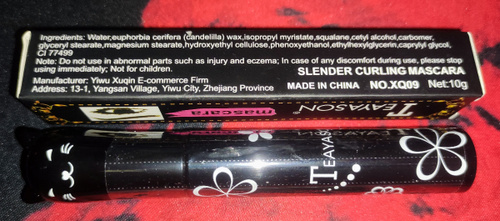 Ingredients: Water,euphorbia cerifera (candelilla) wax,isopropyl myristate,squalane,cetyl alcohol,carbomer,
glyceryl stearate,magnesium stearate,hydroxyethyl cellulose,phenoxyethanol,ethylhexylglycerin,caprylyl glycol,
CI 77499
Note: Do not use in abnormal parts such as injury and eczema; In case of any discomfort during use, please stop
using immediately; Not for children.
SLENDER CURLING MASCARA
Manufacturer: Yiwu Xuqin E-commerce Firm
MADE IN CHINA NO.XQ09 Net:10g
Address: 13-1, Yangsan Village, Yiwu City, Zhejiang Province
TEAYASON
mascara
TEAYAS